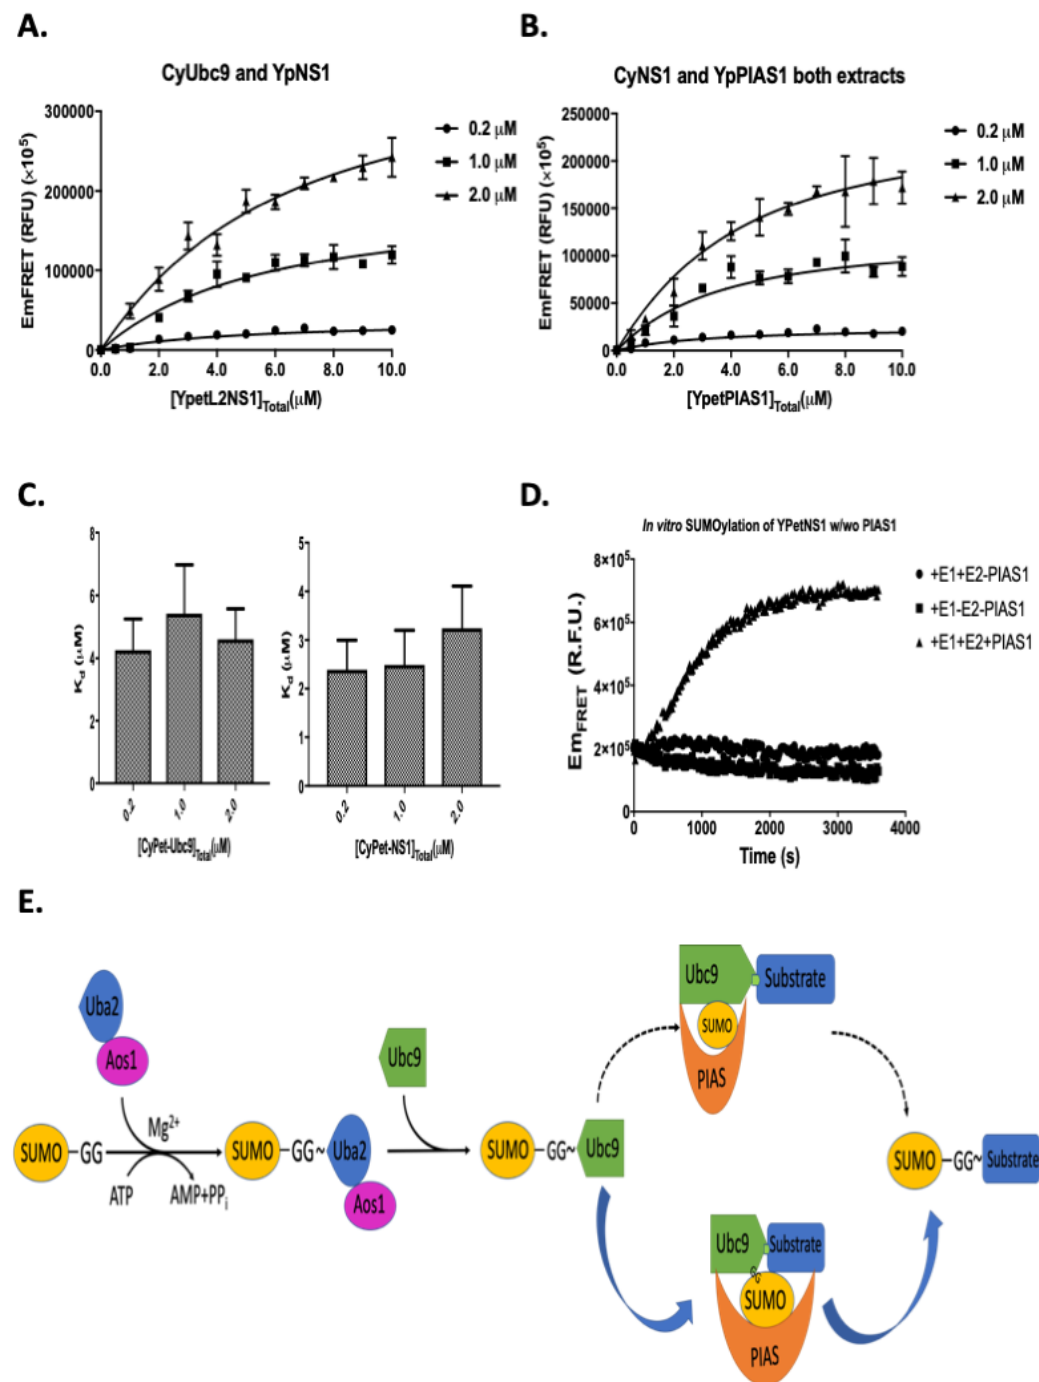 A.
CyUbc9 and YpNS1
EmFRET (RFU) (×10⁵)
300000
200000
100000
0
0.0 2.0 4.0 6.0 8.0 10.0
[YpetL2NS1]Total(μM)
0.2 μM
1.0 μM
2.0 μM
B.
CyNS1 and YpPIAS1 both extracts
EmFRET (RFU) (×10⁵)
250000
200000
150000
100000
50000
0
0.0 2.0 4.0 6.0 8.0 10.0
[YpetPIAS1]Total(μM)
0.2 μM
1.0 μM
2.0 μM
C.
Kd (μM)
8
6
4
2
0
0.2 1.0 2.0
[CyPet-Ubc9]Total(μM)
Kd (μM)
5
4
3
2
1
0
0.2 1.0 2.0
[CyPet-NS1]Total(μM)
D.
In vitro SUMOylation of YPetNS1 w/wo PIAS1
EmFRET (R.F.U.)
8×10⁵
6×10⁵
4×10⁵
2×10⁵
0
0 1000 2000 3000 4000
Time (s)
+E1+E2-PIAS1
+E1-E2-PIAS1
+E1+E2+PIAS1
E.
Uba2
Aos1
SUMO-GG
Mg²⁺
ATP
AMP+PPi
SUMO-GG~Uba2
Aos1
Ubc9
SUMO-GG~Ubc9
Ubc9
Substrate
SUMO
PIAS
Ubc9
Substrate
GG
SUMO
PIAS
SUMO-GG~Substrate